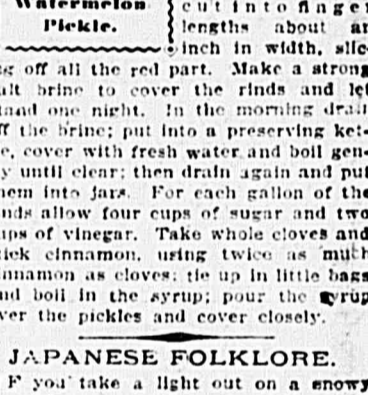 Watermelon
Pickle.
cut into finger
lengths about an
inch in width, slic-
ng off all the red part. Make a strong
alt brine to cover the rinds and let
tand one night. In the morning drain
ff the brine; put into a preserving ket-
e, cover with fresh water and boil gen-
y until clear; then drain again and put
hem into jars. For each gallon of the
nds allow four cups of sugar and two
ups of vinegar. Take whole cloves and
ick cinnamon, using twice as much
innamon as cloves; tie up in little bags
nd boil in the syrup; pour the syrup
ver the pickles and cover closely.
JAPANESE FOLKLORE.
F you take a light out on a snowy